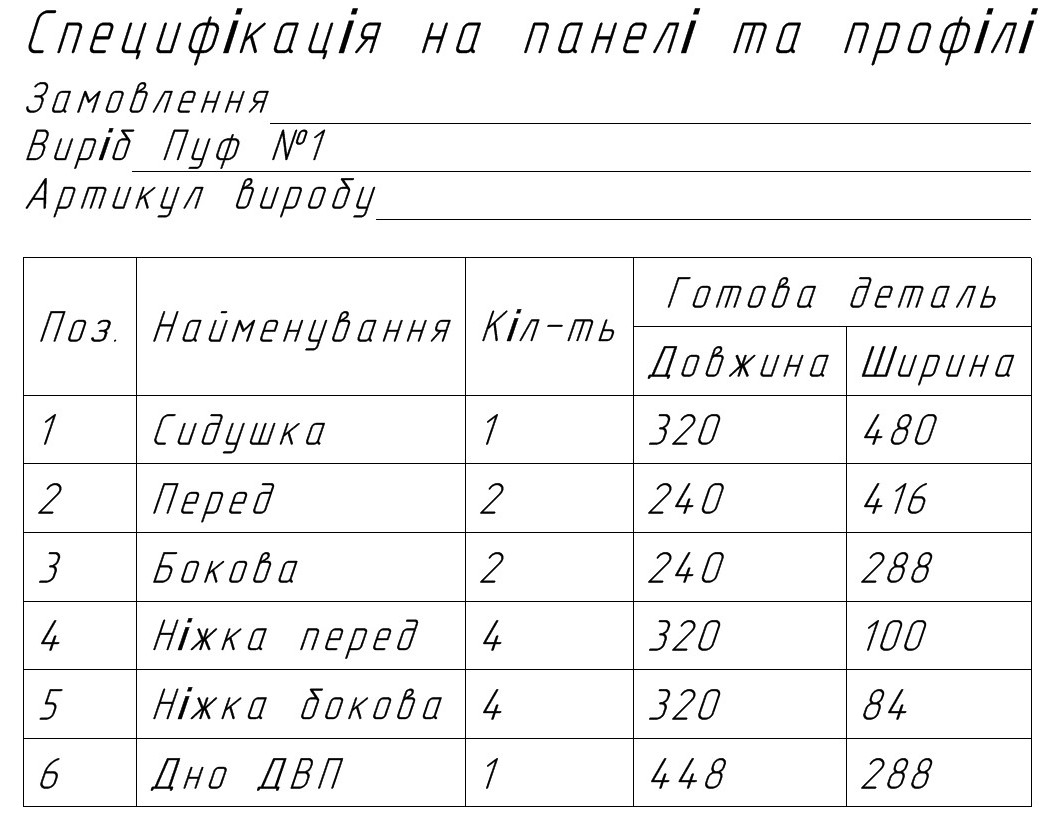 Специфікація на панелі та профілі
Замовлення
Виріб Пуф №1
Артикул виробу
Поз. Найменування Кіл-ть Готова деталь
Довжина Ширина
1 Сидушка 1 320 480
2 Перед 2 240 416
3 Бокова 2 240 288
4 Ніжка перед 4 320 100
5 Ніжка бокова 4 320 84
6 Дно ДВП 1 448 288